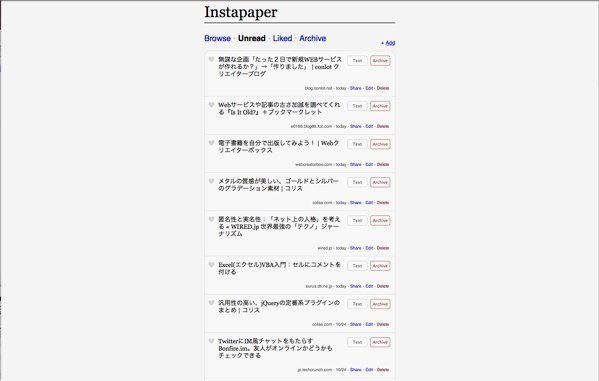 Instapaper
Browse · Unread · Liked · Archive
+ Add
無謀な企画「たった２日で新規WEBサービス
が作れるか？」→「作りました」 | conlot ク
リエイターブログ
Text
Archive
blog.conlot.net - today - Share - Edit - Delete
Webサービスや記事の古さ加減を調べてくれ
る『Is It Old?』＋ブックマークレット
Text
Archive
e0166.blog89.fc2.com - today - Share - Edit - Delete
電子書籍を自分で出版してみよう！ | Webク
リエイターボックス
Text
Archive
webcreatorbox.com - today - Share - Edit - Delete
メタルの質感が美しい、ゴールドとシルバー
のグラデーション素材 | コリス
Text
Archive
coliss.com - today - Share - Edit - Delete
匿名性と実名性：「ネット上の人格」を考え
る « WIRED.jp 世界最強の「テクノ」ジャー
ナリズム
Text
Archive
wired.jp - today - Share - Edit - Delete
Excel(エクセル)VBA入門：セルにコメントを
付ける
Text
Archive
eurus.dti.ne.jp - today - Share - Edit - Delete
汎用性の高い、jQueryの定番系プラグインの
まとめ | コリス
Text
Archive
coliss.com - 10/24 - Share - Edit - Delete
TwitterにIM風チャットをもたらす
Bonfire.im。友人がオンラインかどうかも
チェックできる
Text
Archive
jp.techcrunch.com - 10/24 - Share - Edit - Delete